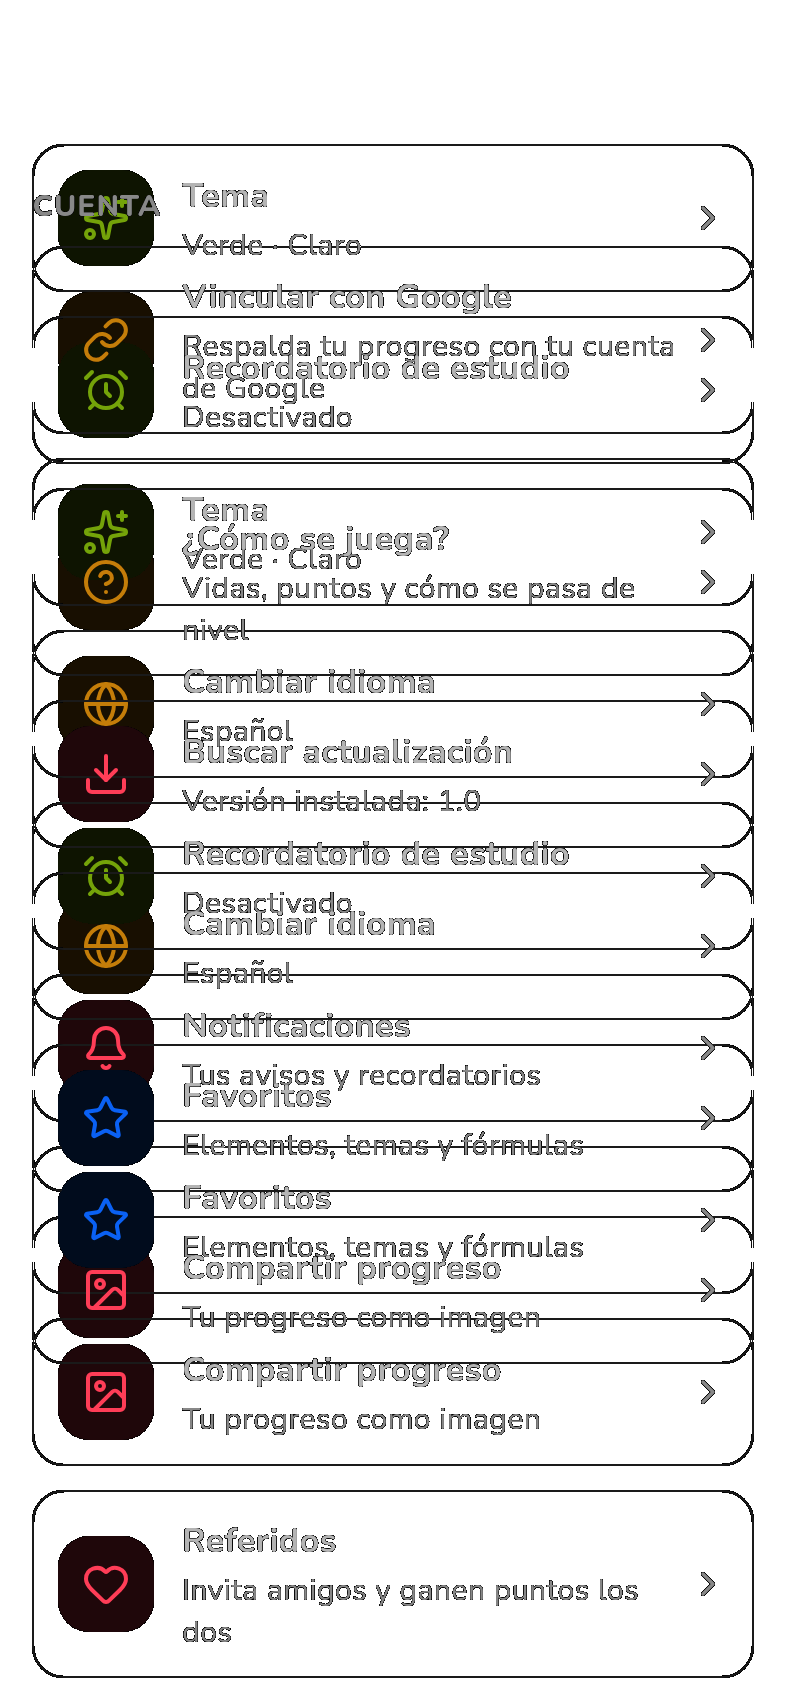 Tema
CUENTA
Verde · Claro
Vincular con Google
Respalda tu progreso con tu cuenta
Recordatorio de estudio
de Google
Desactivado
Tema
¿Cómo se juega?
Verde · Claro
Vidas, puntos y cómo se pasa de
nivel
Cambiar idioma
Español
Buscar actualización
Versión instalada: 1.0
Recordatorio de estudio
Desactivado
Cambiar idioma
Español
Notificaciones
Tus avisos y recordatorios
Favoritos
Elementos, temas y fórmulas
Favoritos
Elementos, temas y fórmulas
Compartir progreso
Tu progreso como imagen
Compartir progreso
Tu progreso como imagen
Referidos
Invita amigos y ganen puntos los
dos